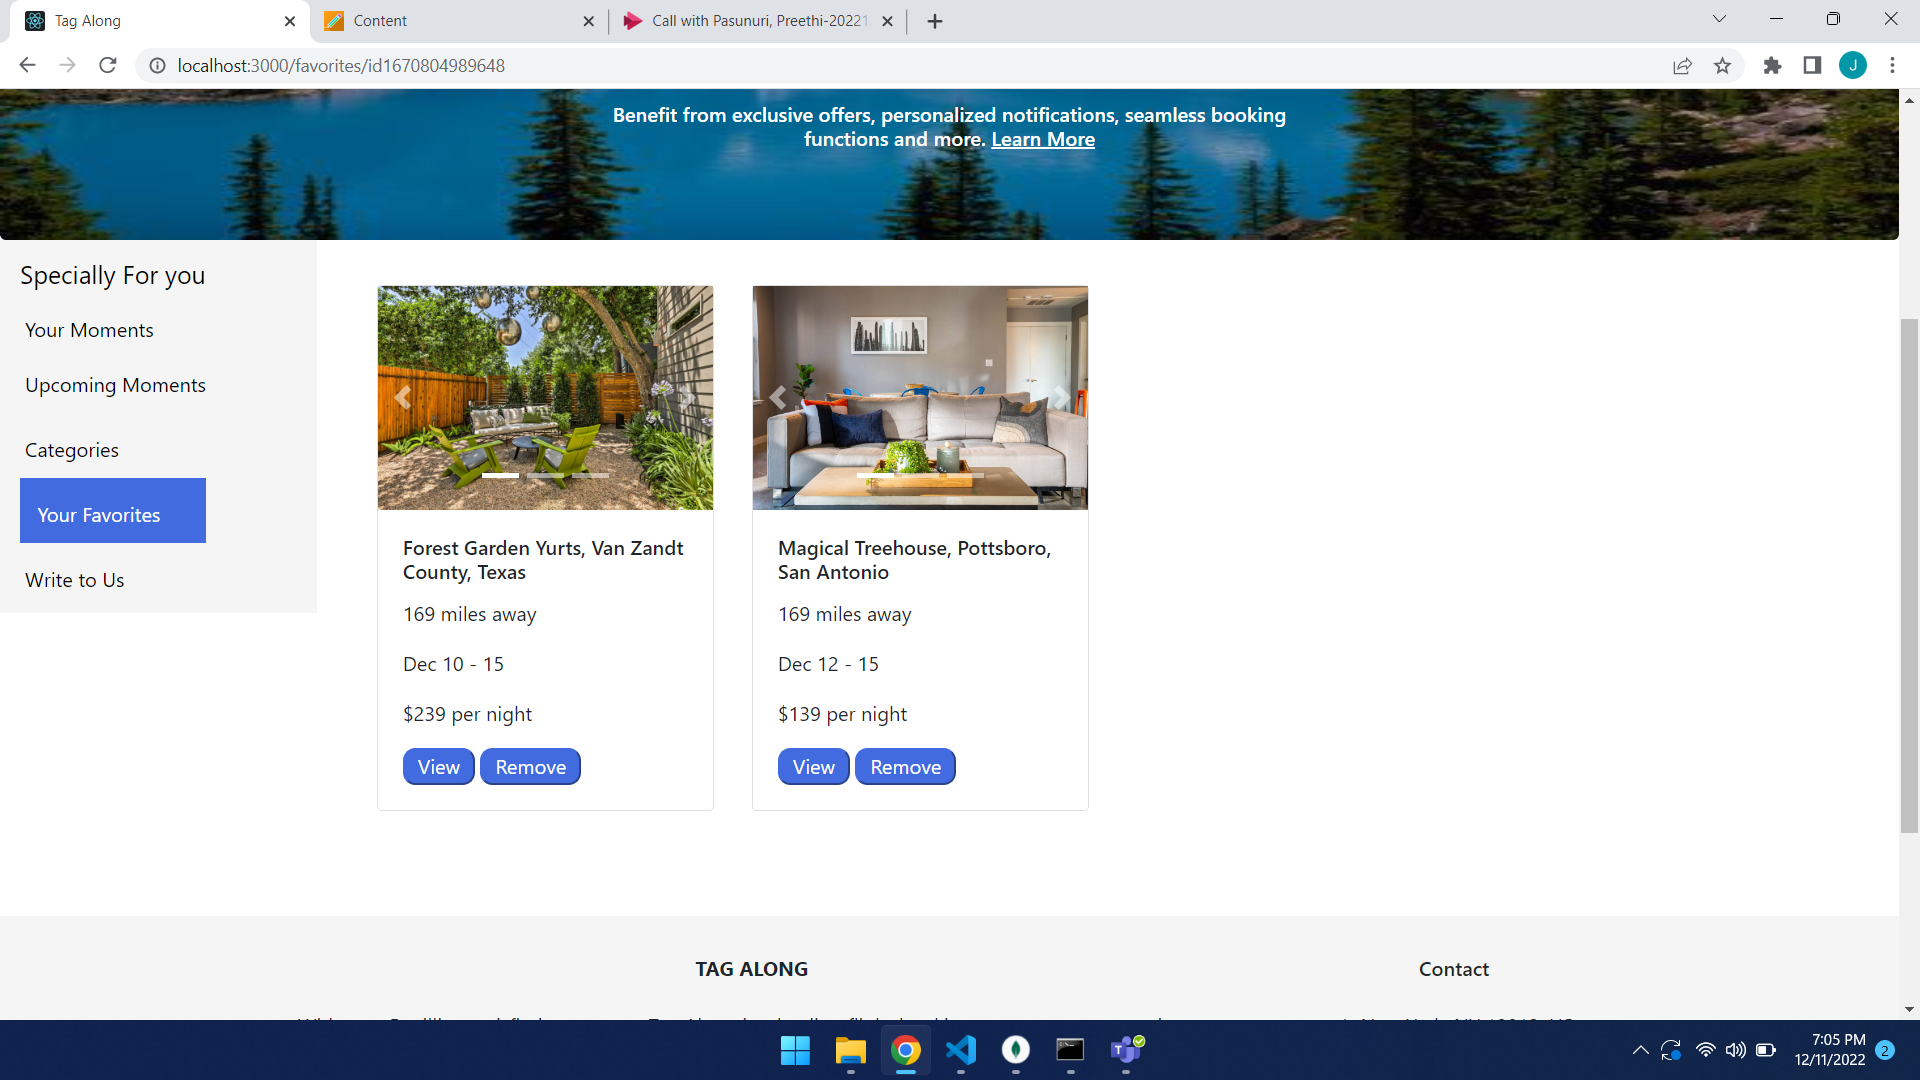 Tag Along
Content
Call with Pasunuri, Preethi-20221
localhost:3000/favorites/id1670804989648
J
Benefit from exclusive offers, personalized notifications, seamless booking
functions and more. Learn More
Specially For you
Your Moments
Upcoming Moments
Categories
Your Favorites
Write to Us
Forest Garden Yurts, Van Zandt
County, Texas
169 miles away
Dec 10 - 15
$239 per night
View Remove
Magical Treehouse, Pottsboro,
San Antonio
169 miles away
Dec 12 - 15
$139 per night
View Remove
TAG ALONG
Contact
7:05 PM
12/11/2022
2